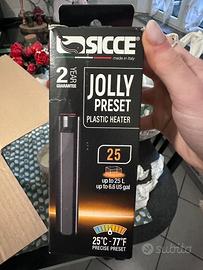 SICCE
made in Italy
2 YEAR
GUARANTEE
JOLLY
PRESET
PLASTIC HEATER
25
up to 25 L
up to 6.6 US gal
25°C - 77°F
PRECISE PRESET
Subito